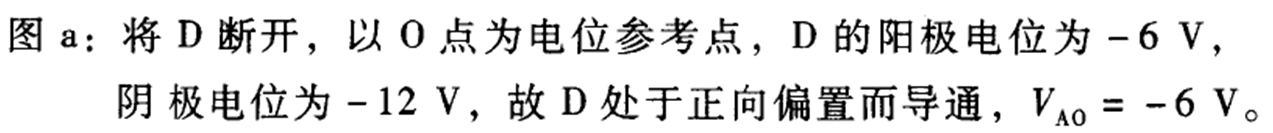 图 a: 将 D 断开，以 O 点为电位参考点，D 的阳极电位为 -6 V，
阴极电位为 -12 V，故 D 处于正向偏置而导通，V_AO = -6 V。